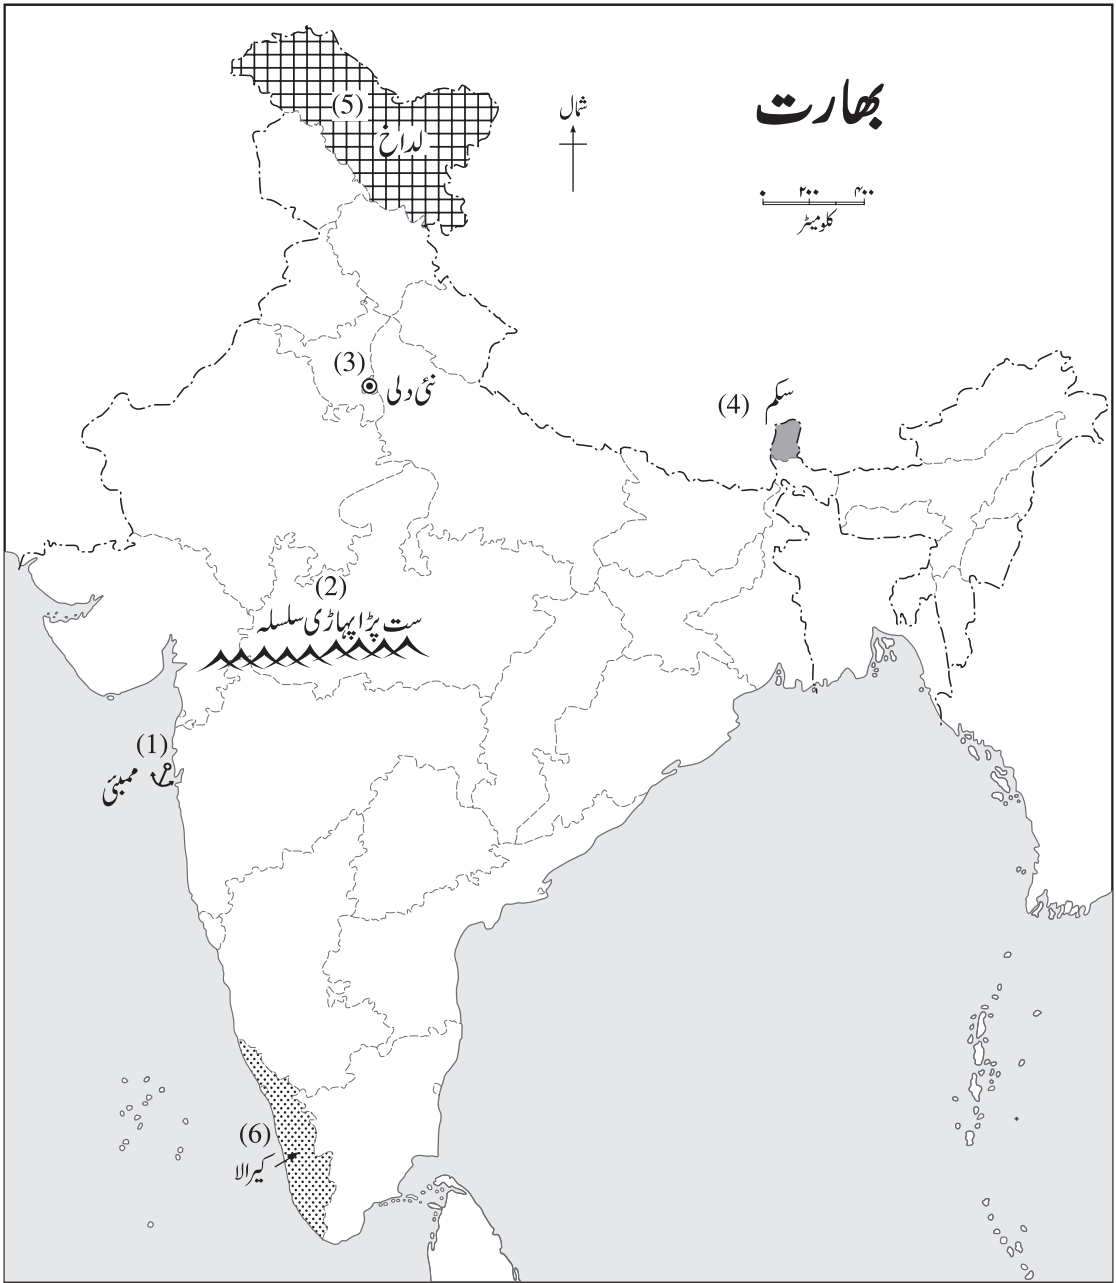 بھارت
شمال
۰ ۲۰۰ ۴۰۰
کلومیٹر
(5)
لداخ
(3)
نئی دلی
(4)
سکم
(2)
ست پڑا پہاڑی سلسلہ
(1)
ممبئی
(6)
کیرالا